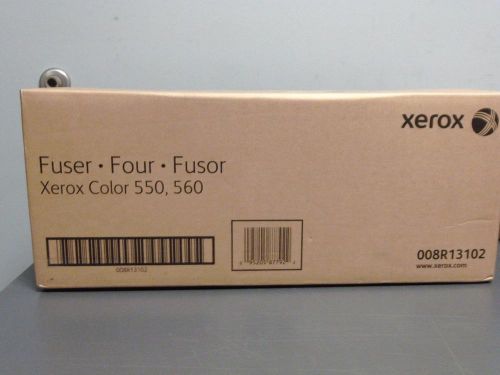 xerox
Fuser • Four • Fusor
Xerox Color 550, 560
008R13102
008R13102
www.xerox.com